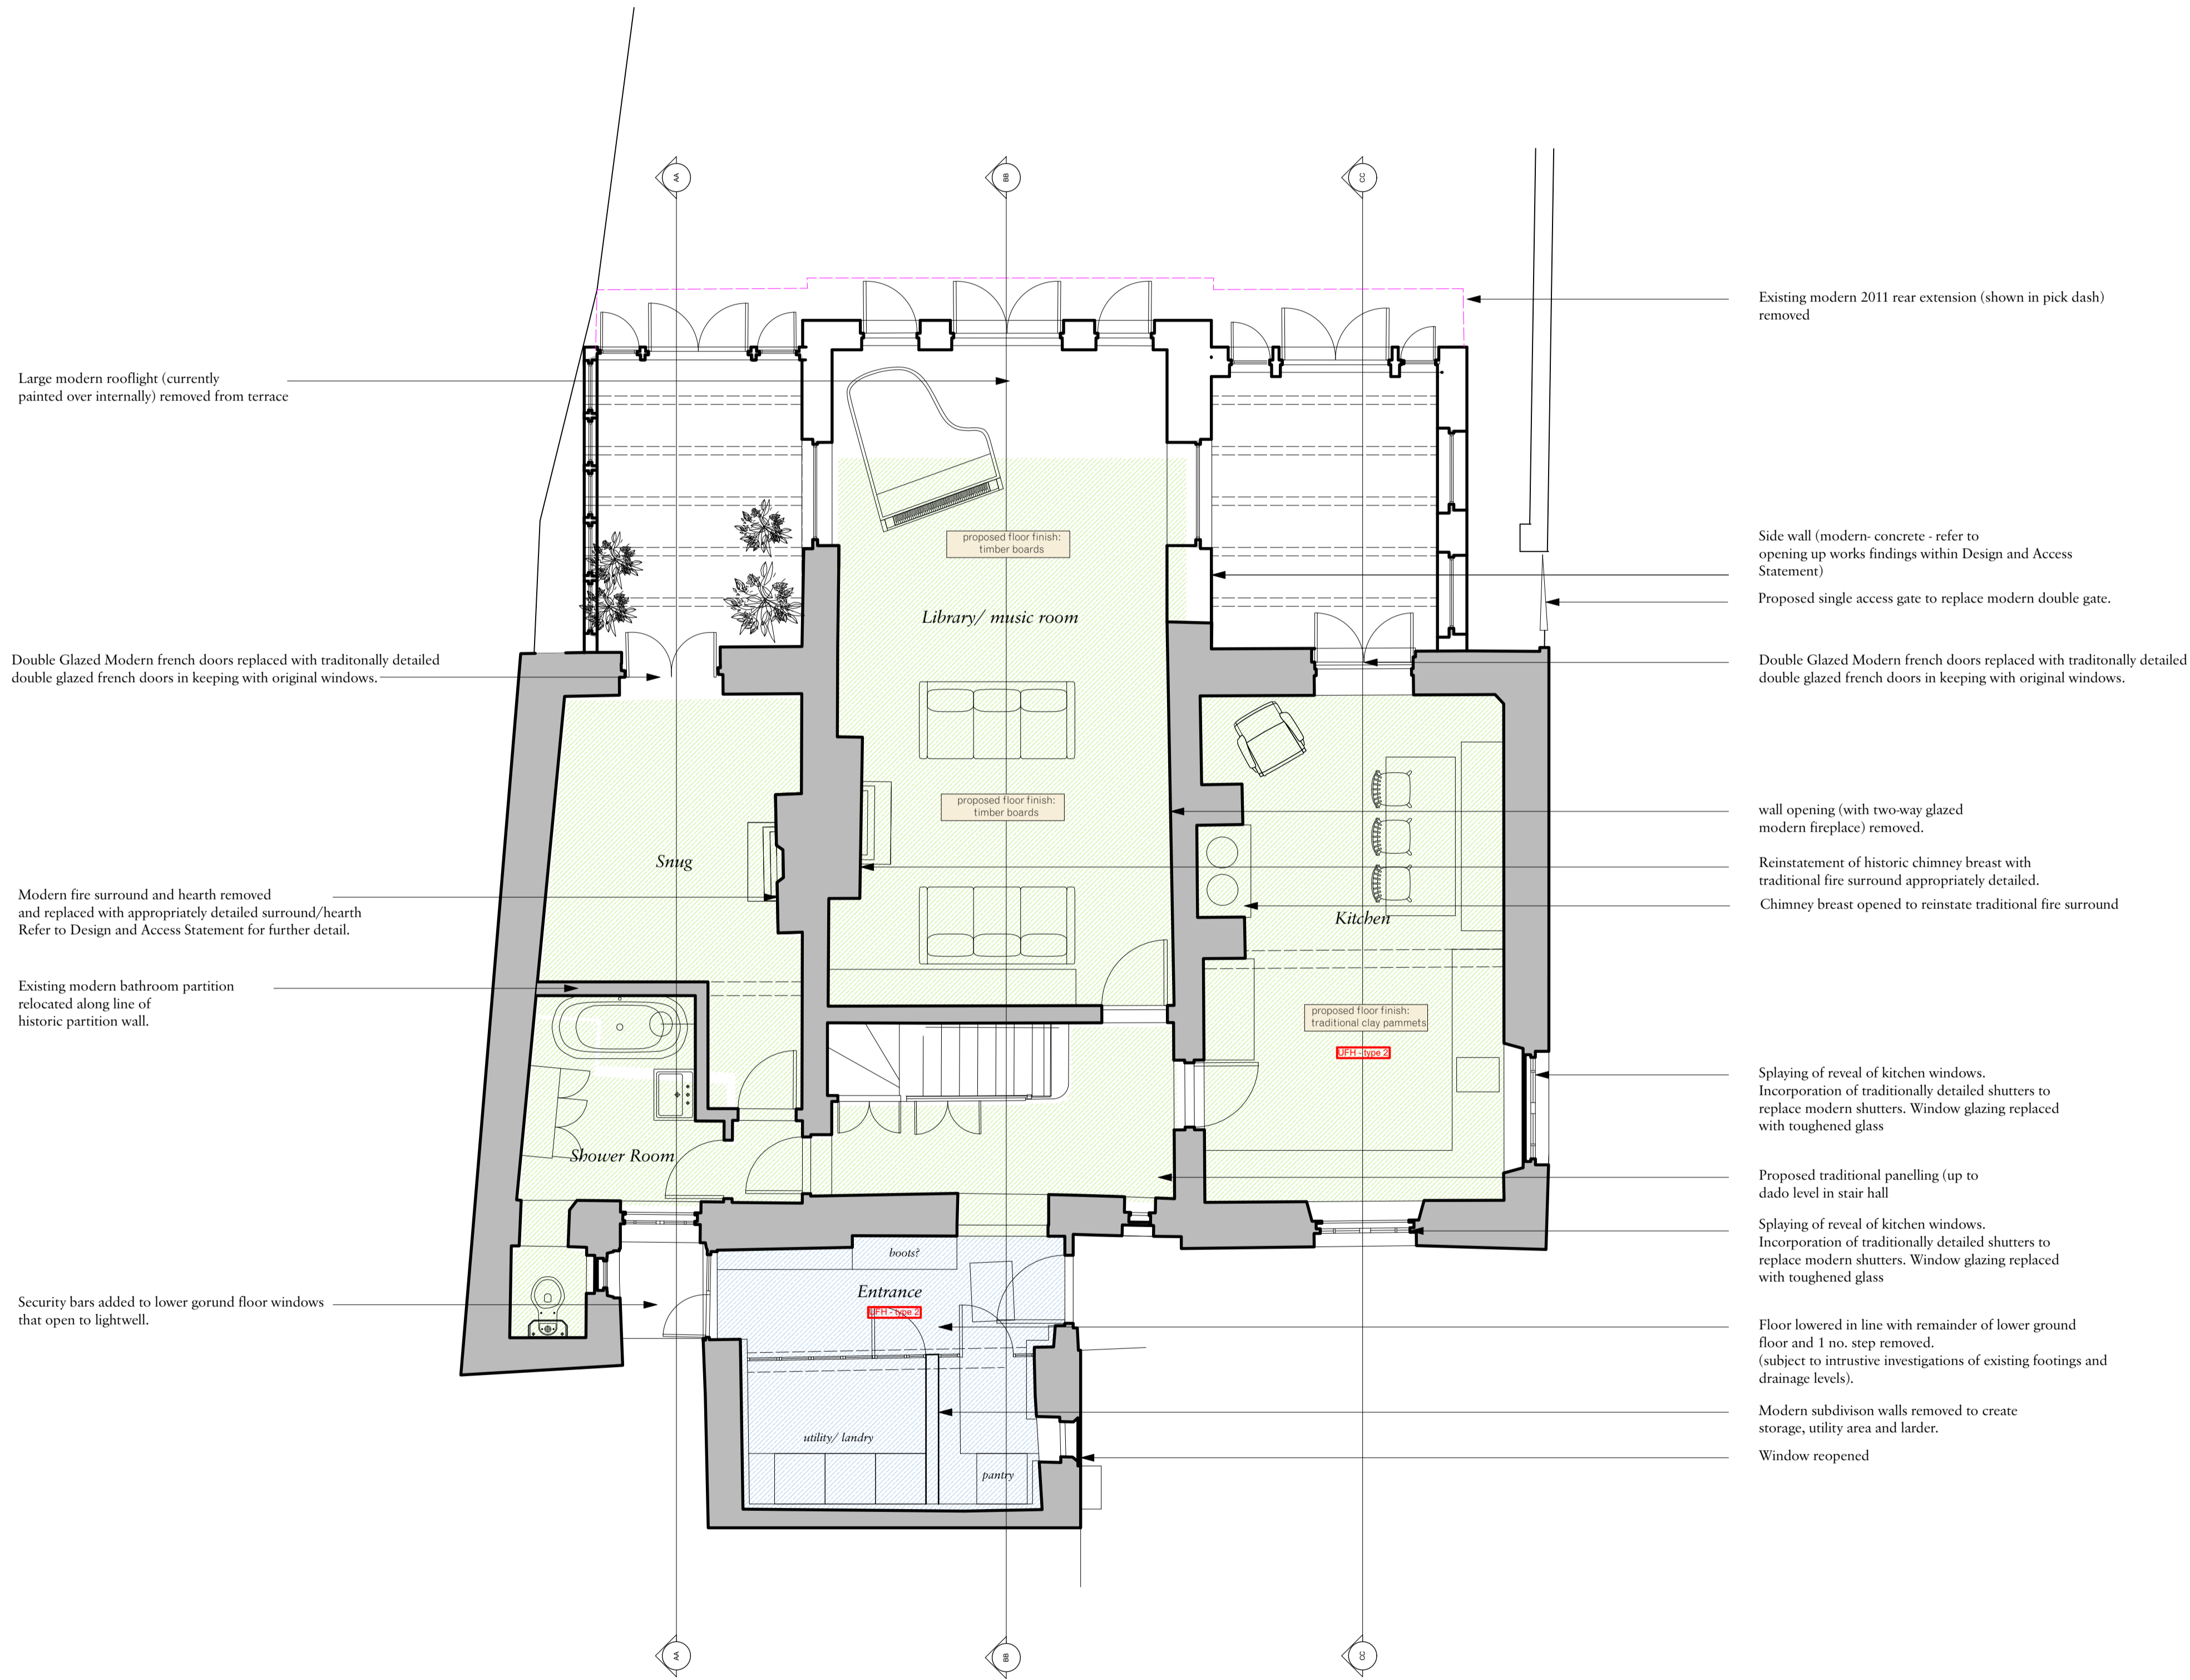 AA
BB
CC
Existing modern 2011 rear extension (shown in pick dash)
removed
Large modern rooflight (currently
painted over internally) removed from terrace
proposed floor finish:
timber boards
Side wall (modern- concrete - refer to
opening up works findings within Design and Access
Statement)
Proposed single access gate to replace modern double gate.
Library/ music room
Double Glazed Modern french doors replaced with traditonally detailed
double glazed french doors in keeping with original windows.
Double Glazed Modern french doors replaced with traditonally detailed
double glazed french doors in keeping with original windows.
proposed floor finish:
timber boards
wall opening (with two-way glazed
modern fireplace) removed.
Snug
Reinstatement of historic chimney breast with
traditional fire surround appropriately detailed.
Modern fire surround and hearth removed
and replaced with appropriately detailed surround/hearth
Refer to Design and Access Statement for further detail.
Chimney breast opened to reinstate traditional fire surround
Kitchen
Existing modern bathroom partition
relocated along line of
historic partition wall.
proposed floor finish:
traditional clay pammets
UFH - type 2
Splaying of reveal of kitchen windows.
Incorporation of traditionally detailed shutters to
replace modern shutters. Window glazing replaced
with toughened glass
Shower Room
Proposed traditional panelling (up to
dado level in stair hall
Splaying of reveal of kitchen windows.
Incorporation of traditionally detailed shutters to
replace modern shutters. Window glazing replaced
with toughened glass
boots?
Entrance
UFH - type 2
Security bars added to lower gorund floor windows
that open to lightwell.
Floor lowered in line with remainder of lower ground
floor and 1 no. step removed.
(subject to intrustive investigations of existing footings and
drainage levels).
Modern subdivison walls removed to create
storage, utility area and larder.
utility/ landry
Window reopened
pantry
AA
BB
CC